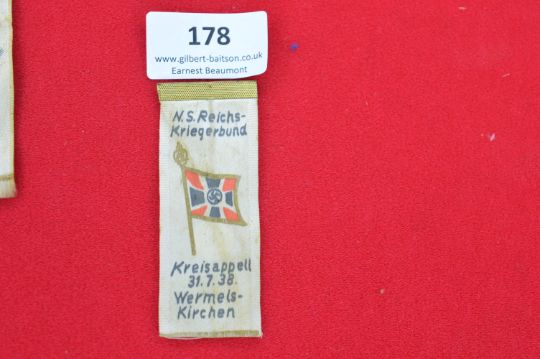 178
www.gilbert-baitson.co.uk
Earnest Beaumont
N.S.Reichs-
Kriegerbund
Kreisappell
31.7.38.
Wermels-
Kirchen